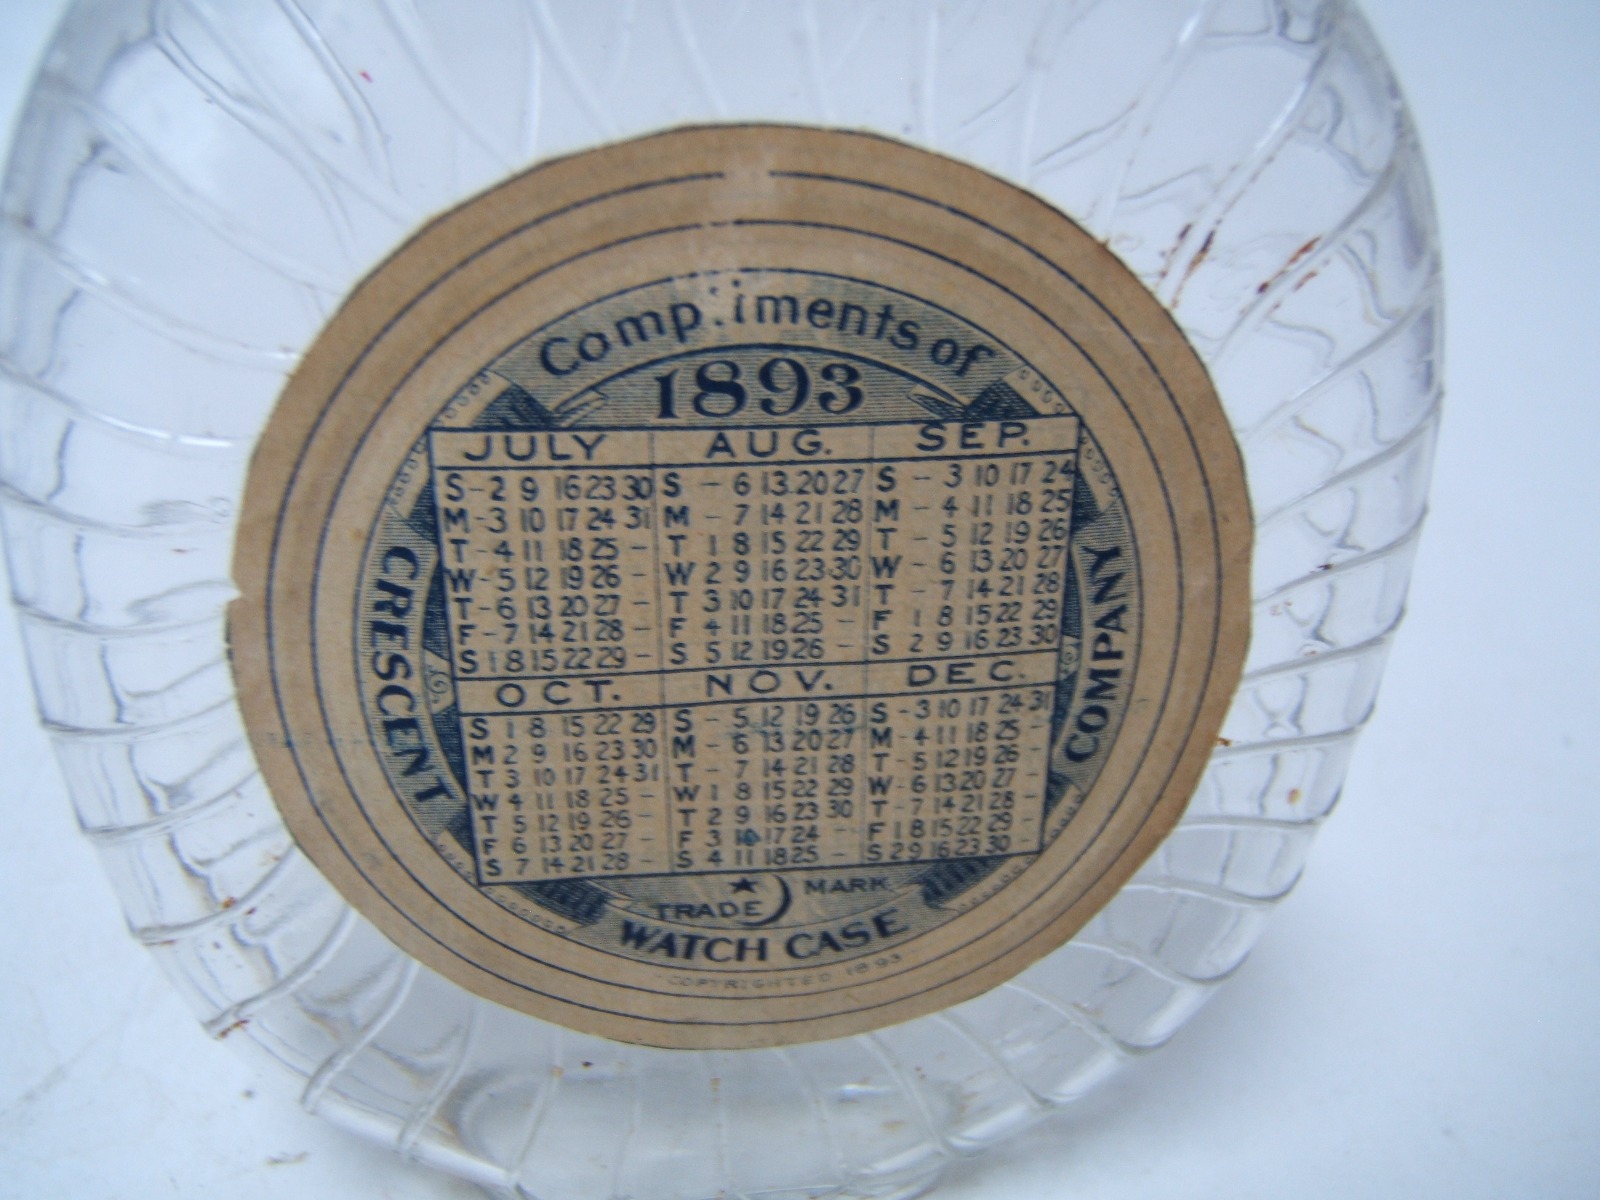 Compliments of
1893
JULY AUG. SEP.
S - 2 9 16 23 30 S - 6 13 20 27 S - 3 10 17 24
M - 3 10 17 24 31 M - 7 14 21 28 M - 4 11 18 25
T - 4 11 18 25 - T 1 8 15 22 29 T - 5 12 19 26
W - 5 12 19 26 - W 2 9 16 23 30 W - 6 13 20 27
T - 6 13 20 27 - T 3 10 17 24 31 T - 7 14 21 28
F - 7 14 21 28 - F 4 11 18 25 - F 1 8 15 22 29
S 1 8 15 22 29 - S 5 12 19 26 - S 2 9 16 23 30
OCT. NOV. DEC.
S 1 8 15 22 29 S - 5 12 19 26 S - 3 10 17 24 31
M 2 9 16 23 30 M - 6 13 20 27 M - 4 11 18 25 -
T 3 10 17 24 31 T - 7 14 21 28 T - 5 12 19 26 -
W 4 11 18 25 - W 1 8 15 22 29 W - 6 13 20 27 -
T 5 12 19 26 - T 2 9 16 23 30 T - 7 14 21 28 -
F 6 13 20 27 - F 3 10 17 24 - F 1 8 15 22 29 -
S 7 14 21 28 - S 4 11 18 25 - S 2 9 16 23 30 -
TRADE MARK
CRESCENT
WATCH CASE
COMPANY
COPYRIGHTED 1893